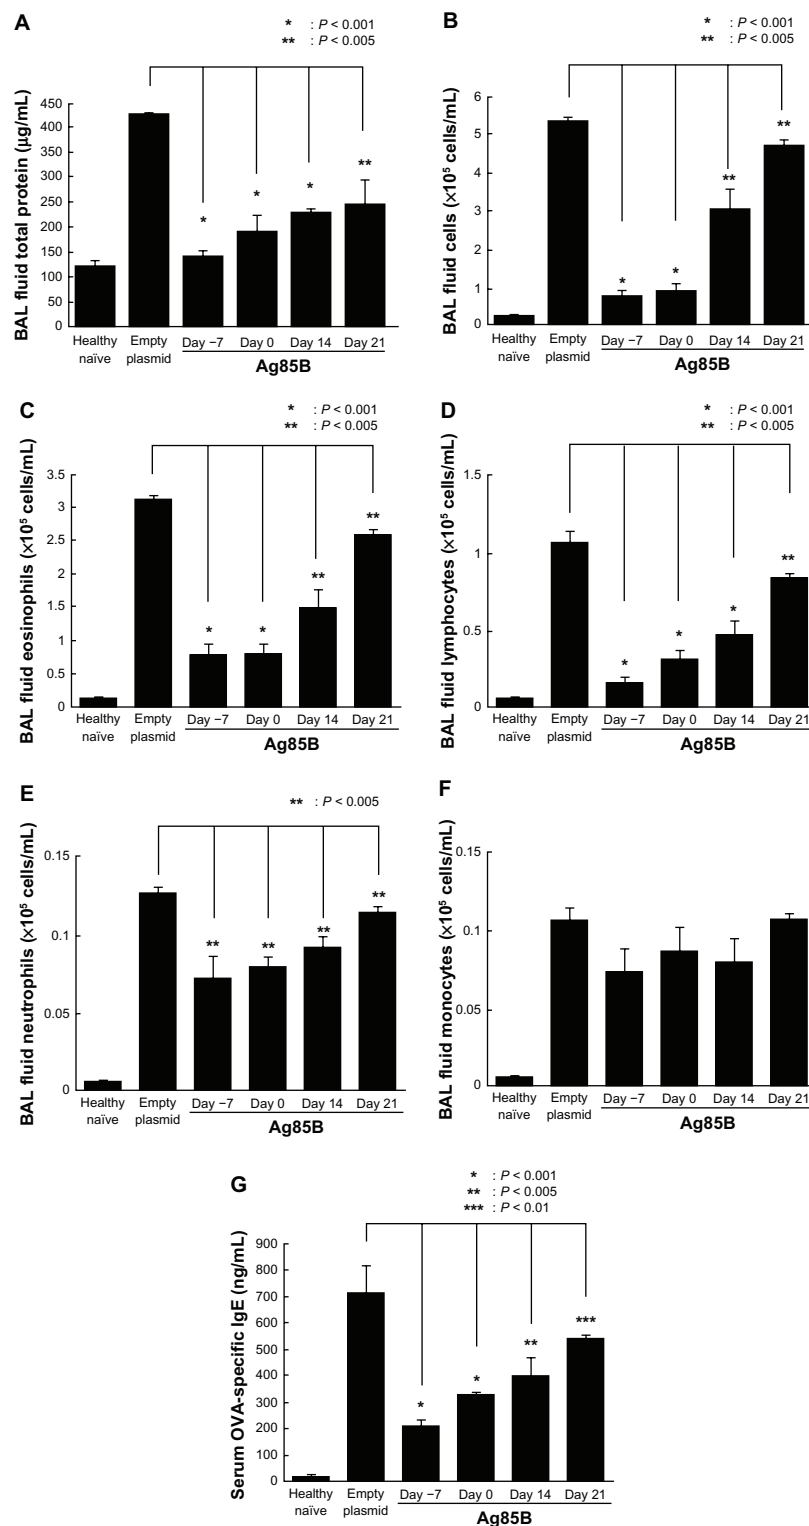 A
* : P < 0.001
** : P < 0.005
BAL fluid total protein (µg/mL)
450
400
350
300
250
200
150
100
50
0
*
*
*
**
Healthy naïve
Empty plasmid
Day −7
Day 0
Day 14
Day 21
Ag85B
B
* : P < 0.001
** : P < 0.005
BAL fluid cells (×10⁵ cells/mL)
6
5
4
3
2
1
0
*
*
**
**
Healthy naïve
Empty plasmid
Day −7
Day 0
Day 14
Day 21
Ag85B
C
* : P < 0.001
** : P < 0.005
BAL fluid eosinophils (×10⁵ cells/mL)
3.5
3
2.5
2
1.5
1
0.5
0
*
*
**
**
Healthy naïve
Empty plasmid
Day −7
Day 0
Day 14
Day 21
Ag85B
D
* : P < 0.001
** : P < 0.005
BAL fluid lymphocytes (×10⁵ cells/mL)
1.5
1
0.5
0
*
*
*
**
Healthy naïve
Empty plasmid
Day −7
Day 0
Day 14
Day 21
Ag85B
E
** : P < 0.005
BAL fluid neutrophils (×10⁵ cells/mL)
0.15
0.1
0.05
0
**
**
**
**
Healthy naïve
Empty plasmid
Day −7
Day 0
Day 14
Day 21
Ag85B
F
BAL fluid monocytes (×10⁵ cells/mL)
0.15
0.1
0.05
0
Healthy naïve
Empty plasmid
Day −7
Day 0
Day 14
Day 21
Ag85B
G
* : P < 0.001
** : P < 0.005
*** : P < 0.01
Serum OVA-specific IgE (ng/mL)
900
800
700
600
500
400
300
200
100
0
*
*
**
***
Healthy naïve
Empty plasmid
Day −7
Day 0
Day 14
Day 21
Ag85B